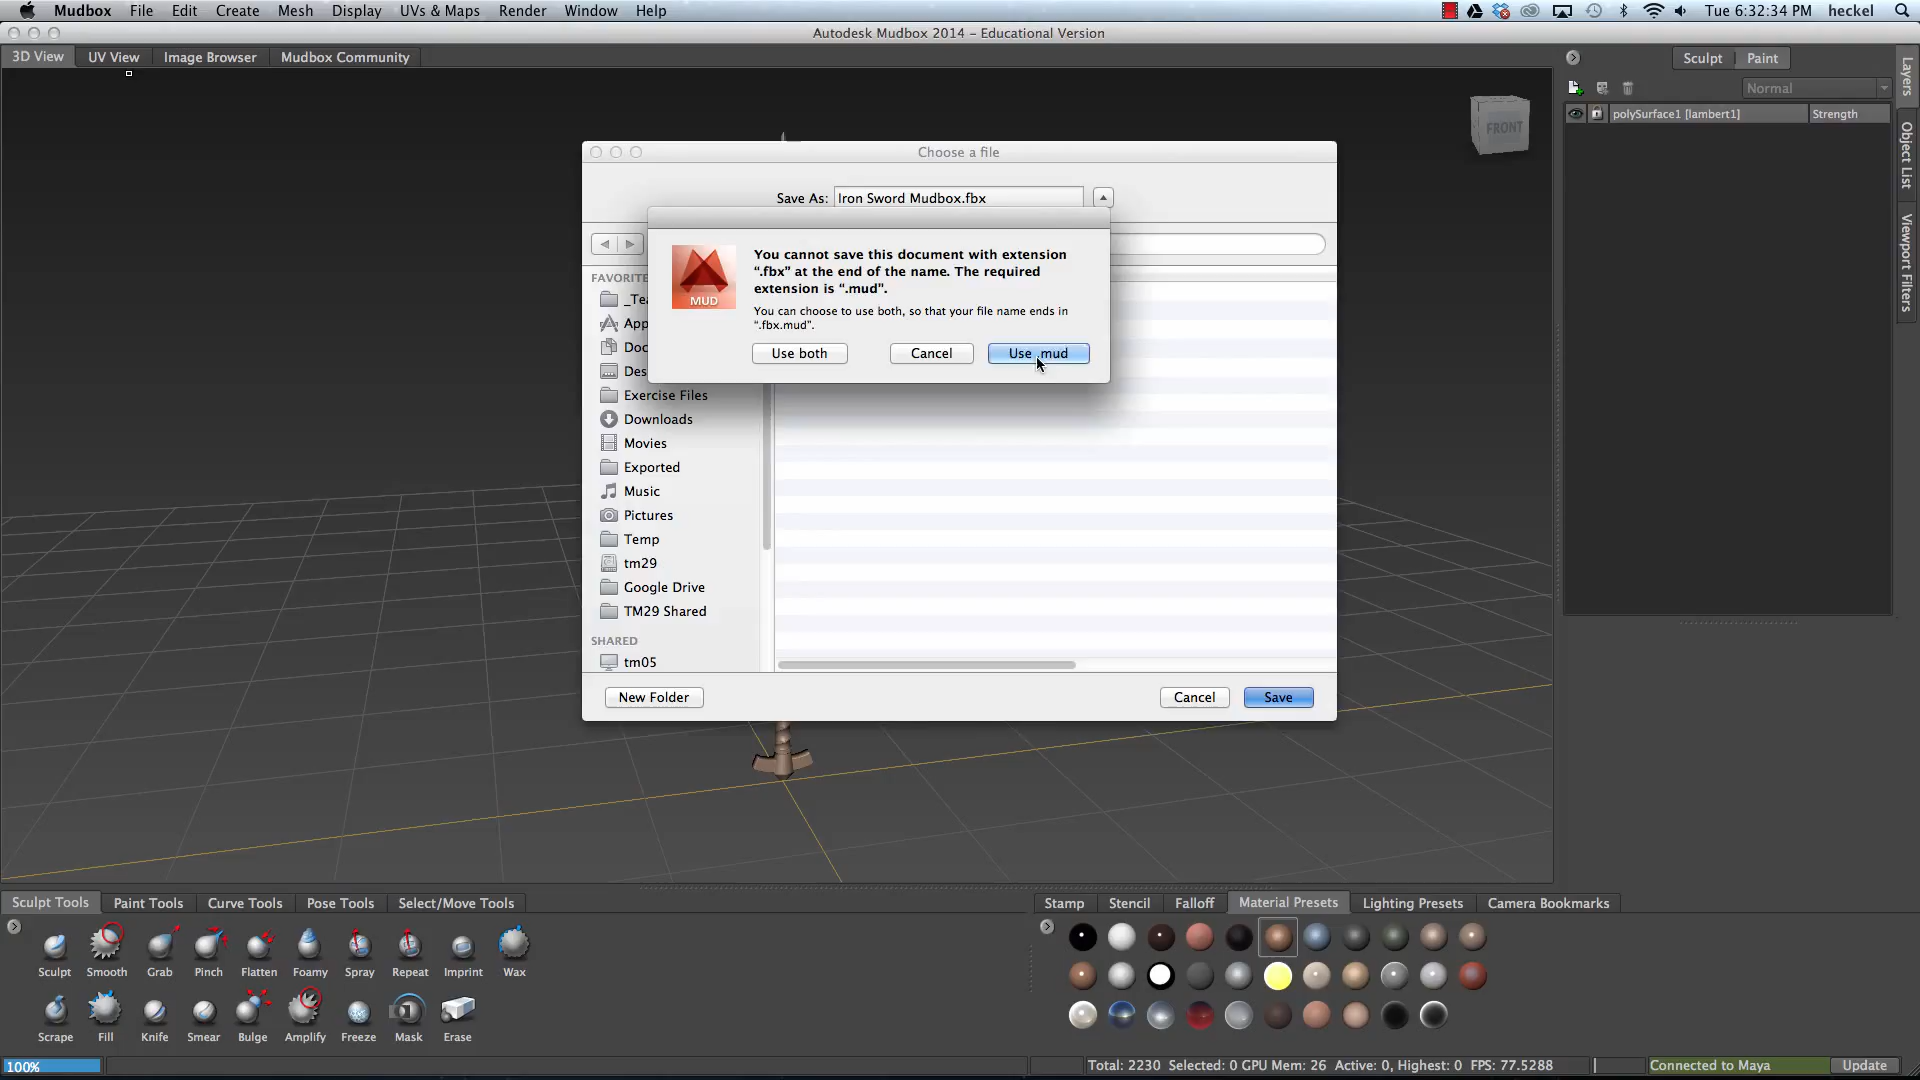 Mudbox File Edit Create Mesh Display UVs & Maps Render Window Help Tue 6:32:34 PM heckel
Autodesk Mudbox 2014 – Educational Version
3D View UV View Image Browser Mudbox Community
Sculpt Paint
Normal
polySurface1 [lambert1] Strength
Layers
Object List
Viewport Filters
FRONT
Choose a file
Save As: Iron Sword Mudbox.fbx
You cannot save this document with extension
“.fbx” at the end of the name. The required
extension is “.mud”.
You can choose to use both, so that your file name ends in
“.fbx.mud”.
MUD
Use both Cancel Use .mud
FAVORITE
_Tea
App
Doc
Des
Exercise Files
Downloads
Movies
Exported
Music
Pictures
Temp
tm29
Google Drive
TM29 Shared
SHARED
tm05
New Folder Cancel Save
Sculpt Tools Paint Tools Curve Tools Pose Tools Select/Move Tools
Sculpt Smooth Grab Pinch Flatten Foamy Spray Repeat Imprint Wax
Scrape Fill Knife Smear Bulge Amplify Freeze Mask Erase
Stamp Stencil Falloff Material Presets Lighting Presets Camera Bookmarks
100%
Total: 2230 Selected: 0 GPU Mem: 26 Active: 0, Highest: 0 FPS: 77.5288
Connected to Maya Update